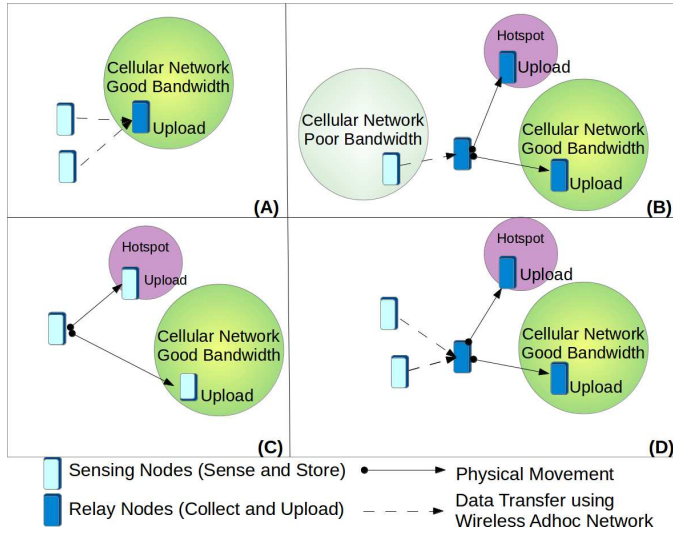 Cellular Network
Good Bandwidth
Upload
(A)
Hotspot
Upload
Cellular Network
Poor Bandwidth
Cellular Network
Good Bandwidth
Upload
(B)
Hotspot
Upload
Cellular Network
Good Bandwidth
Upload
(C)
Hotspot
Upload
Cellular Network
Good Bandwidth
Upload
(D)
Sensing Nodes (Sense and Store)
Physical Movement
Relay Nodes (Collect and Upload)
Data Transfer using
Wireless Adhoc Network